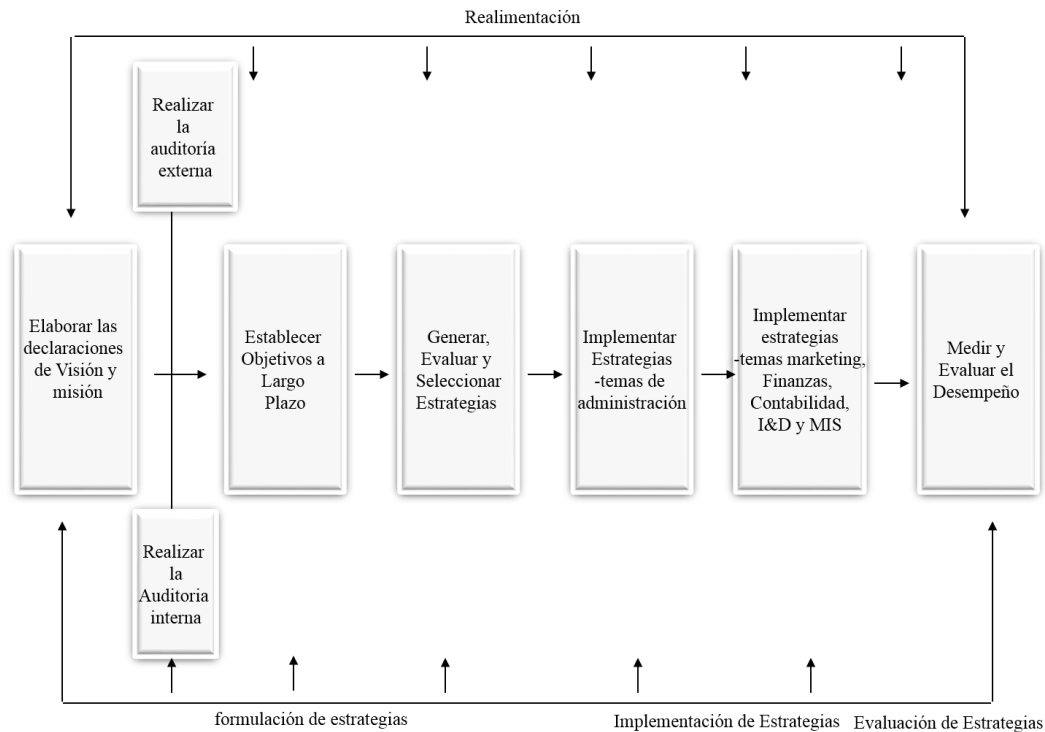 Realimentación
Realizar
la
auditoría
externa
Elaborar las
declaraciones
de Visión y
misión
Establecer
Objetivos a
Largo
Plazo
Generar,
Evaluar y
Seleccionar
Estrategias
Implementar
Estrategias
-temas de
administración
Implementar
estrategias
-temas marketing,
Finanzas,
Contabilidad,
I&D y MIS
Medir y
Evaluar el
Desempeño
Realizar
la
Auditoria
interna
formulación de estrategias
Implementación de Estrategias
Evaluación de Estrategias